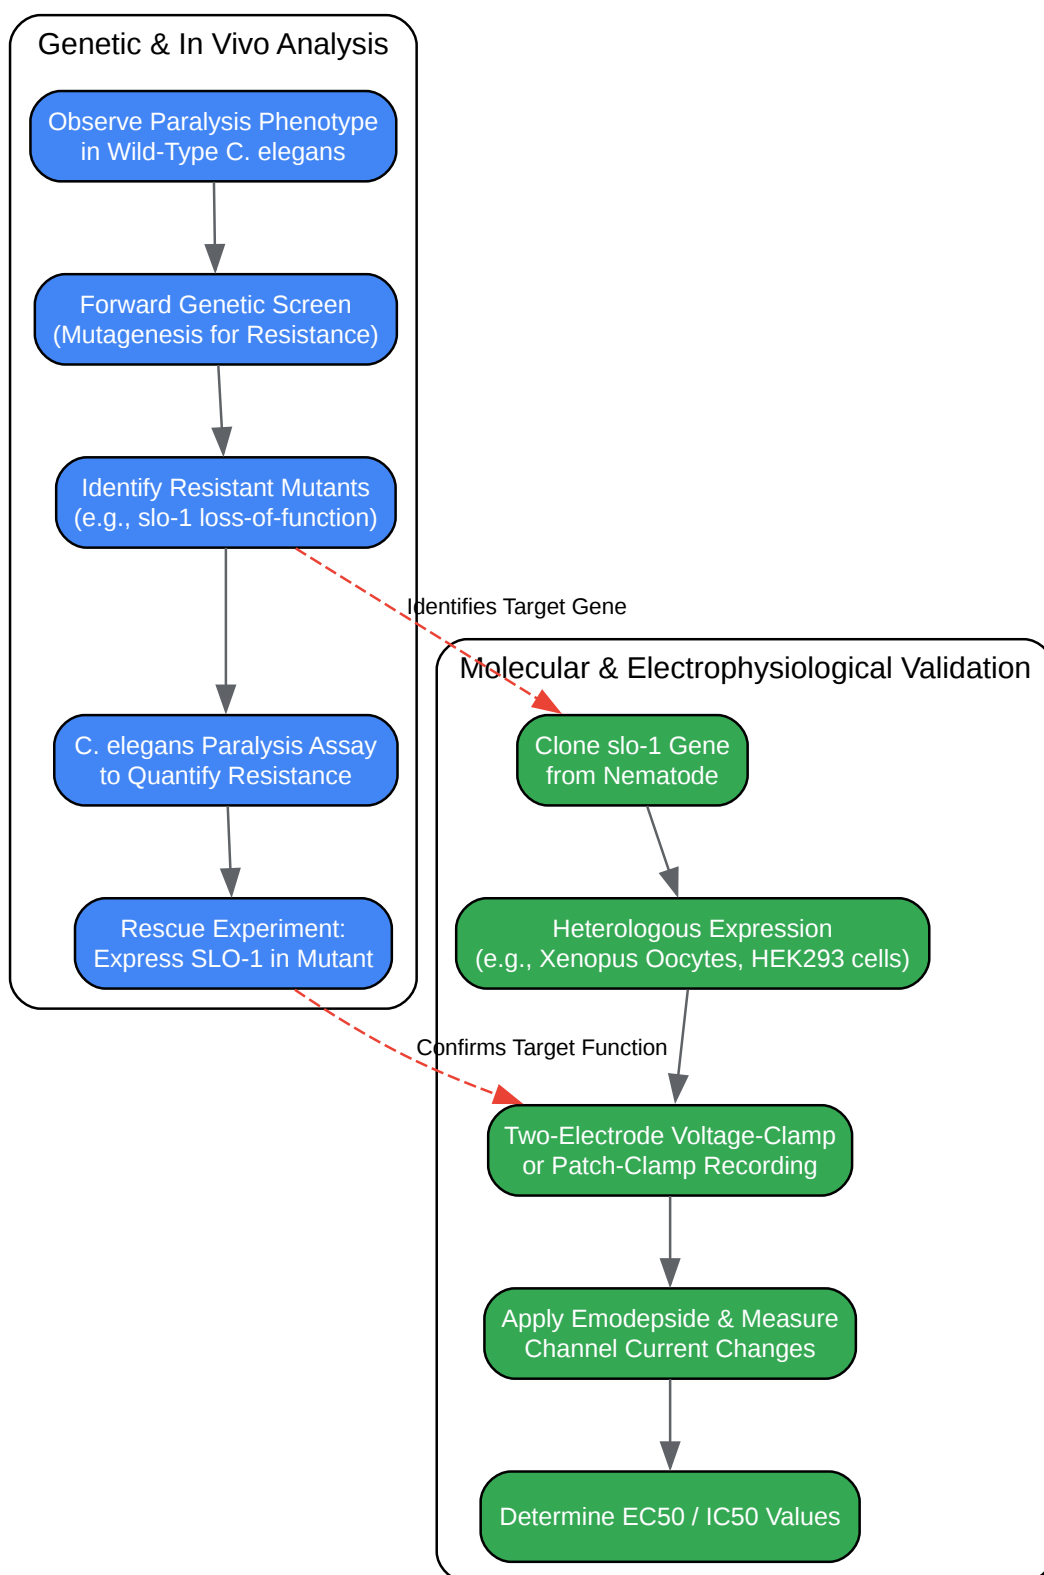 Genetic & In Vivo Analysis
Observe Paralysis Phenotype
in Wild-Type C. elegans
Forward Genetic Screen
(Mutagenesis for Resistance)
Identify Resistant Mutants
(e.g., slo-1 loss-of-function)
Identifies Target Gene
C. elegans Paralysis Assay
to Quantify Resistance
Rescue Experiment:
Express SLO-1 in Mutant
Molecular & Electrophysiological Validation
Clone slo-1 Gene
from Nematode
Heterologous Expression
(e.g., Xenopus Oocytes, HEK293 cells)
Confirms Target Function
Two-Electrode Voltage-Clamp
or Patch-Clamp Recording
Apply Emodepside & Measure
Channel Current Changes
Determine EC50 / IC50 Values